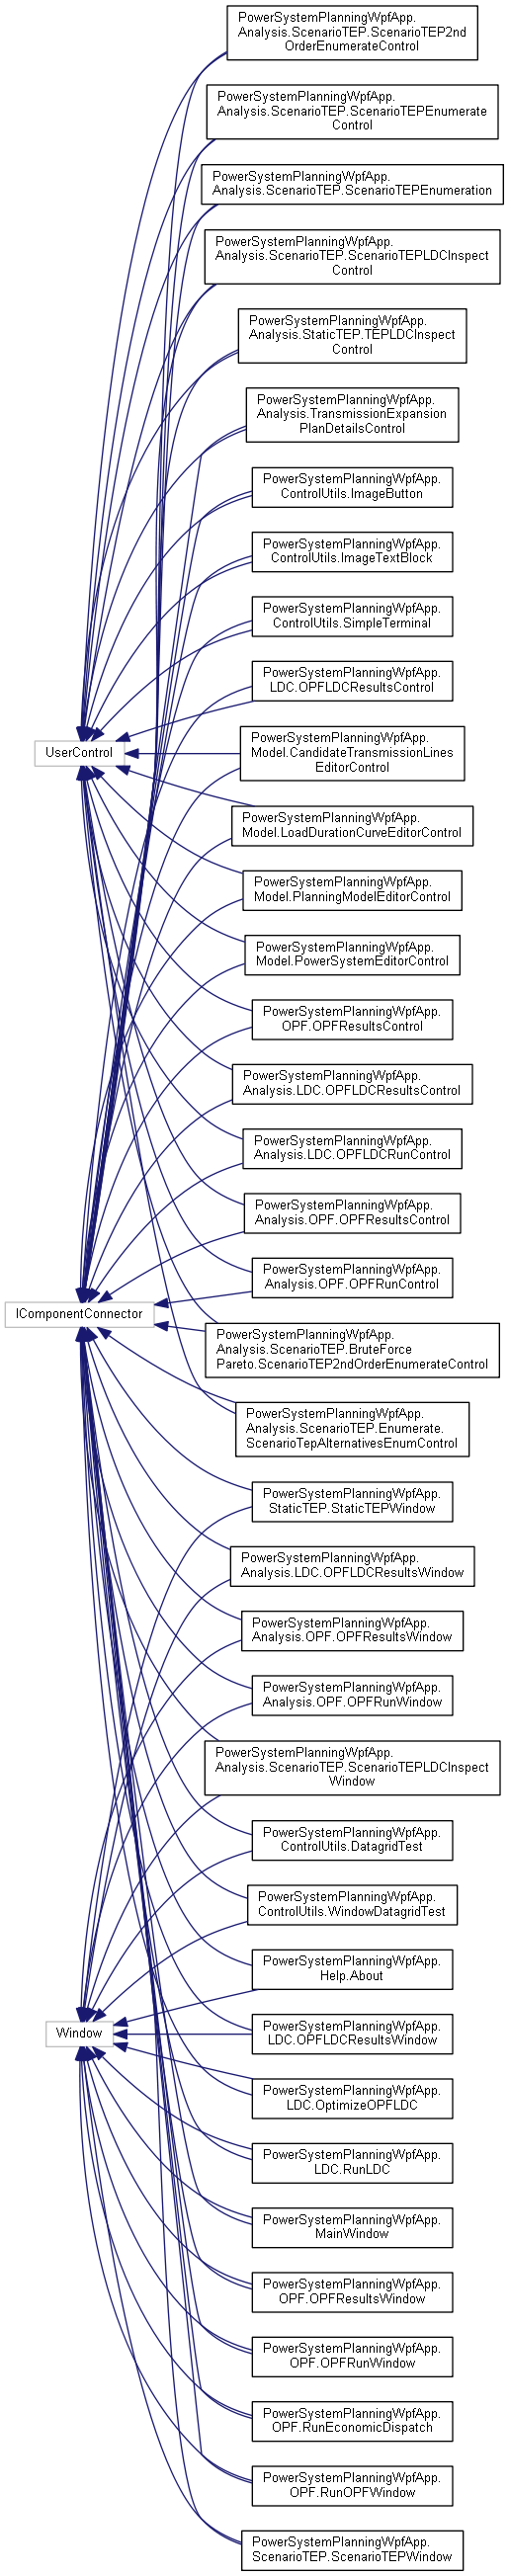 PowerSystemPlanningWpfApp.
Analysis.ScenarioTEP.ScenarioTEP2nd
OrderEnumerateControl
PowerSystemPlanningWpfApp.
Analysis.ScenarioTEP.ScenarioTEPEnumerate
Control
PowerSystemPlanningWpfApp.
Analysis.ScenarioTEP.ScenarioTEPEnumeration
PowerSystemPlanningWpfApp.
Analysis.ScenarioTEP.ScenarioTEPLDCInspect
Control
PowerSystemPlanningWpfApp.
Analysis.StaticTEP.TEPLDCInspect
Control
PowerSystemPlanningWpfApp.
Analysis.TransmissionExpansion
PlanDetailsControl
PowerSystemPlanningWpfApp.
ControlUtils.ImageButton
PowerSystemPlanningWpfApp.
ControlUtils.ImageTextBlock
PowerSystemPlanningWpfApp.
ControlUtils.SimpleTerminal
PowerSystemPlanningWpfApp.
LDC.OPFLDCResultsControl
UserControl
PowerSystemPlanningWpfApp.
Model.CandidateTransmissionLines
EditorControl
PowerSystemPlanningWpfApp.
Model.LoadDurationCurveEditorControl
PowerSystemPlanningWpfApp.
Model.PlanningModelEditorControl
PowerSystemPlanningWpfApp.
Model.PowerSystemEditorControl
PowerSystemPlanningWpfApp.
OPF.OPFResultsControl
PowerSystemPlanningWpfApp.
Analysis.LDC.OPFLDCResultsControl
PowerSystemPlanningWpfApp.
Analysis.LDC.OPFLDCRunControl
PowerSystemPlanningWpfApp.
Analysis.OPF.OPFResultsControl
PowerSystemPlanningWpfApp.
Analysis.OPF.OPFRunControl
IComponentConnector
PowerSystemPlanningWpfApp.
Analysis.ScenarioTEP.BruteForce
Pareto.ScenarioTEP2ndOrderEnumerateControl
PowerSystemPlanningWpfApp.
Analysis.ScenarioTEP.Enumerate.
ScenarioTepAlternativesEnumControl
PowerSystemPlanningWpfApp.
StaticTEP.StaticTEPWindow
PowerSystemPlanningWpfApp.
Analysis.LDC.OPFLDCResultsWindow
PowerSystemPlanningWpfApp.
Analysis.OPF.OPFResultsWindow
PowerSystemPlanningWpfApp.
Analysis.OPF.OPFRunWindow
PowerSystemPlanningWpfApp.
Analysis.ScenarioTEP.ScenarioTEPLDCInspect
Window
PowerSystemPlanningWpfApp.
ControlUtils.DatagridTest
PowerSystemPlanningWpfApp.
ControlUtils.WindowDatagridTest
PowerSystemPlanningWpfApp.
Help.About
Window
PowerSystemPlanningWpfApp.
LDC.OPFLDCResultsWindow
PowerSystemPlanningWpfApp.
LDC.OptimizeOPFLDC
PowerSystemPlanningWpfApp.
LDC.RunLDC
PowerSystemPlanningWpfApp.
MainWindow
PowerSystemPlanningWpfApp.
OPF.OPFResultsWindow
PowerSystemPlanningWpfApp.
OPF.OPFRunWindow
PowerSystemPlanningWpfApp.
OPF.RunEconomicDispatch
PowerSystemPlanningWpfApp.
OPF.RunOPFWindow
PowerSystemPlanningWpfApp.
ScenarioTEP.ScenarioTEPWindow